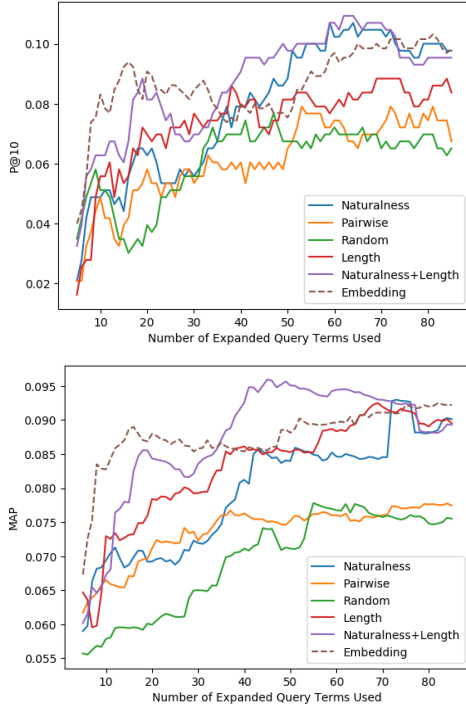 0.10
0.08
0.06
0.04
0.02
P@10
Naturalness
Pairwise
Random
Length
Naturalness+Length
Embedding
10 20 30 40 50 60 70 80
Number of Expanded Query Terms Used
0.095
0.090
0.085
0.080
0.075
0.070
0.065
0.060
0.055
MAP
Naturalness
Pairwise
Random
Length
Naturalness+Length
Embedding
10 20 30 40 50 60 70 80
Number of Expanded Query Terms Used